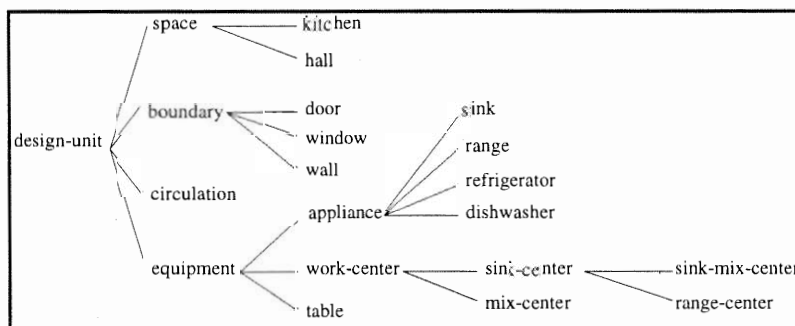 space kitchen
hall
boundary door sink
design-unit window range
wall
refrigerator
circulation
appliance dishwasher
equipment work-center sink-center sink-mix-center
mix-center range-center
table